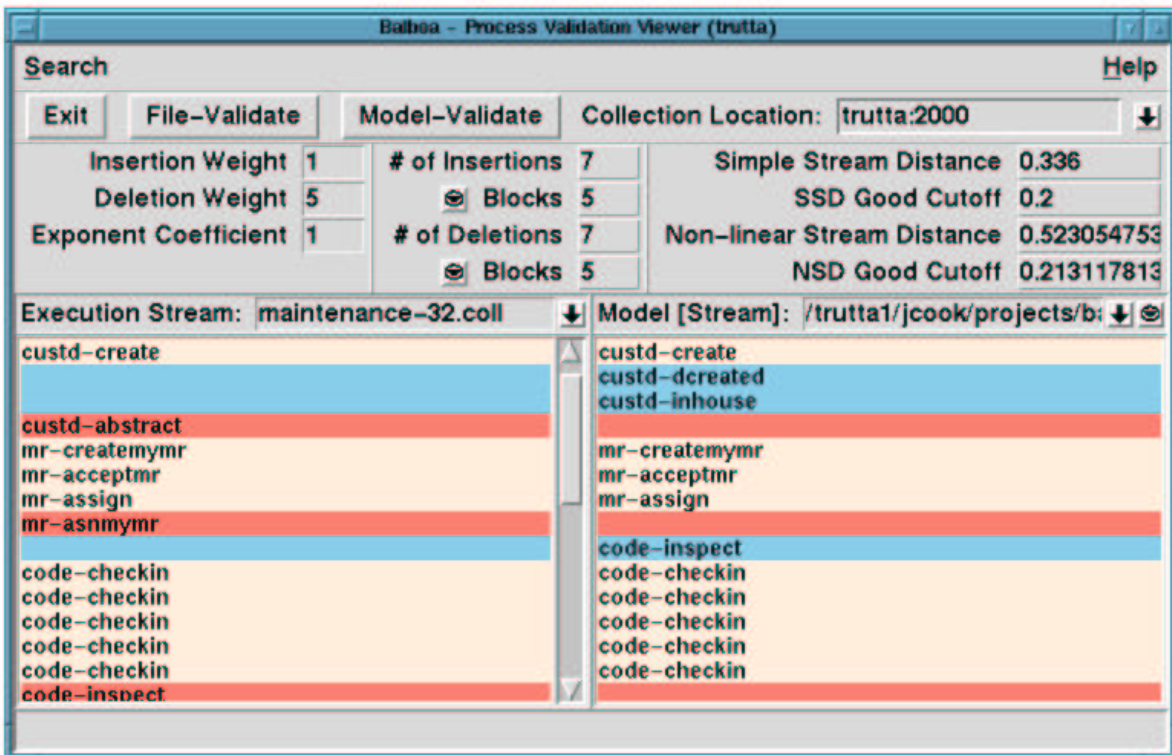 Balboa - Process Validation Viewer (trutta)
Search Help
Exit File-Validate Model-Validate Collection Location: trutta:2000
Insertion Weight 1 # of Insertions 7 Simple Stream Distance 0.336
Deletion Weight 5 Blocks 5 SSD Good Cutoff 0.2
Exponent Coefficient 1 # of Deletions 7 Non-linear Stream Distance 0.523054753
Blocks 5 NSD Good Cutoff 0.213117813
Execution Stream: maintenance-32.coll Model [Stream]: /trutta1/jcook/projects/ba
custd-create custd-create
custd-dcreated
custd-inhouse
custd-abstract
mr-createmymr mr-createmymr
mr-acceptmr mr-acceptmr
mr-assign mr-assign
mr-asnmymr
code-inspect
code-checkin code-checkin
code-checkin code-checkin
code-checkin code-checkin
code-checkin code-checkin
code-checkin code-checkin
code-inspect